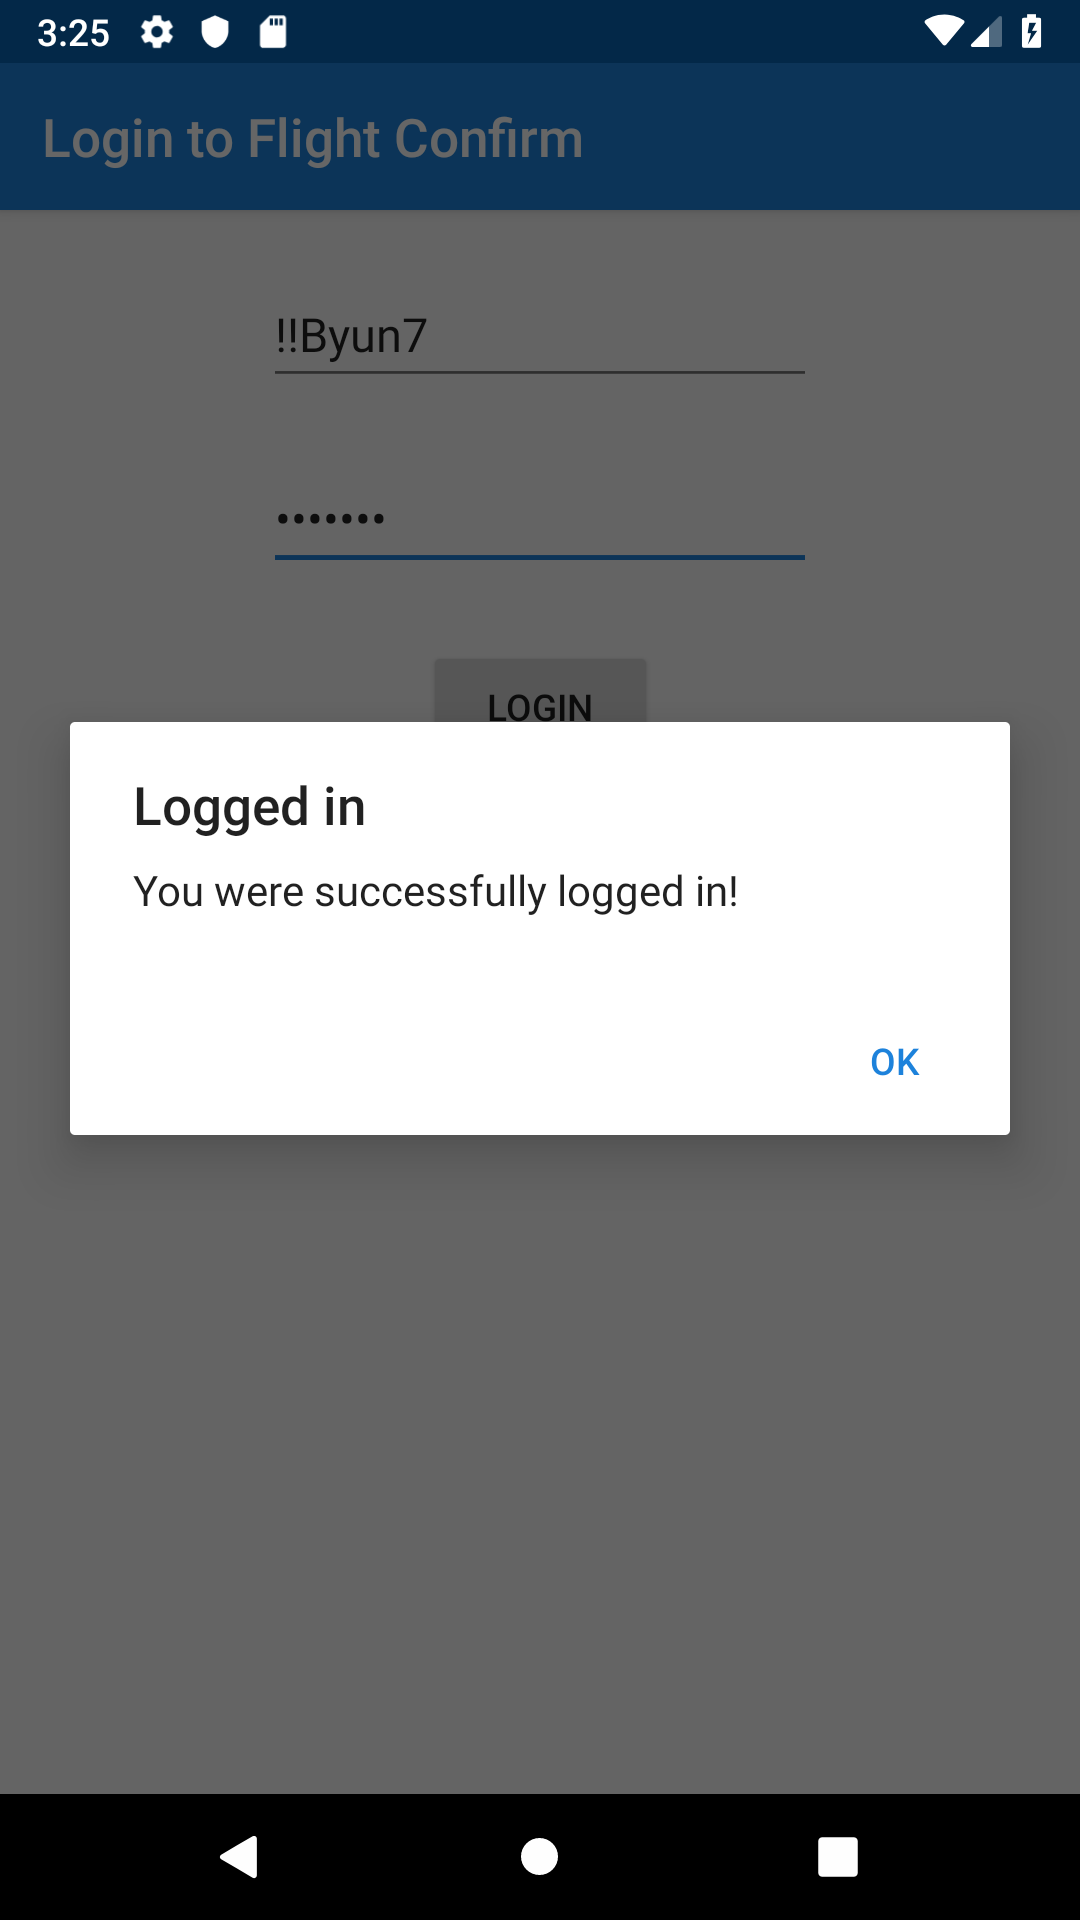 3:25
Login to Flight Confirm
!!Byun7
•••••••
LOGIN
Logged in
You were successfully logged in!
OK